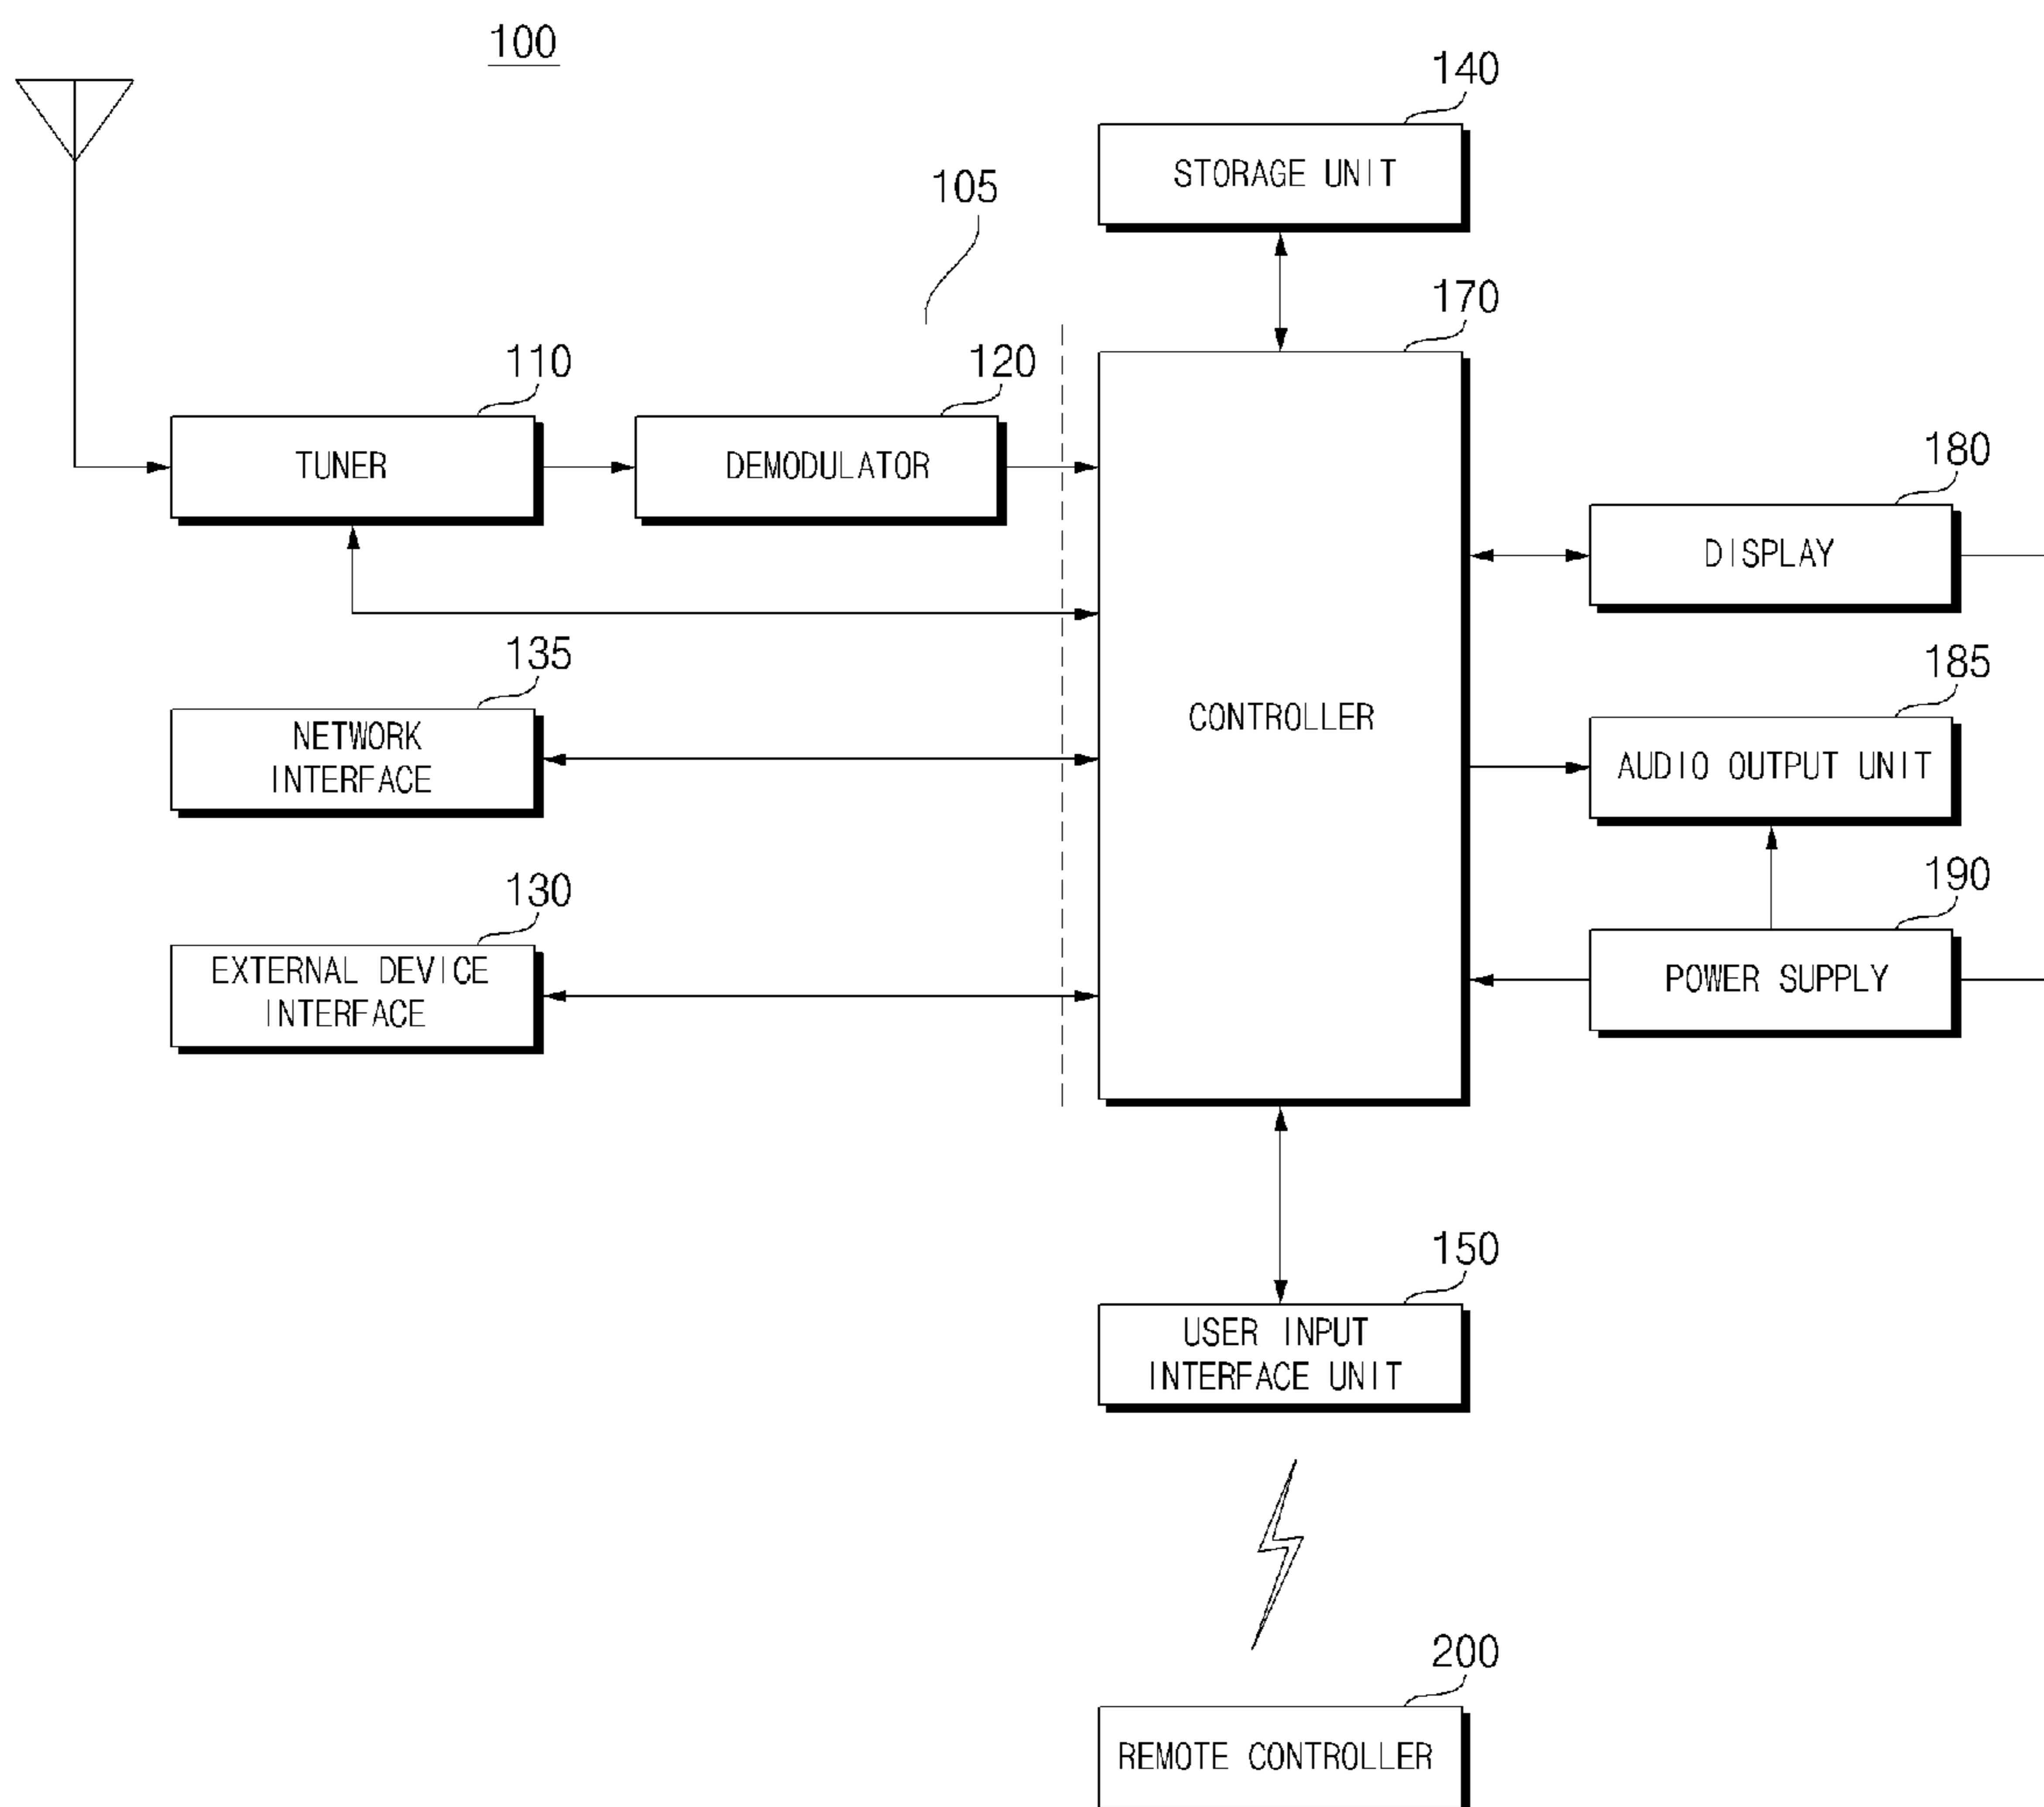 100
140
STORAGE UNIT
105
170
110
120
TUNER
DEMODULATOR
180
DISPLAY
135
NETWORK
INTERFACE
CONTROLLER
185
AUDIO OUTPUT UNIT
130
EXTERNAL DEVICE
INTERFACE
190
POWER SUPPLY
150
USER INPUT
INTERFACE UNIT
200
REMOTE CONTROLLER